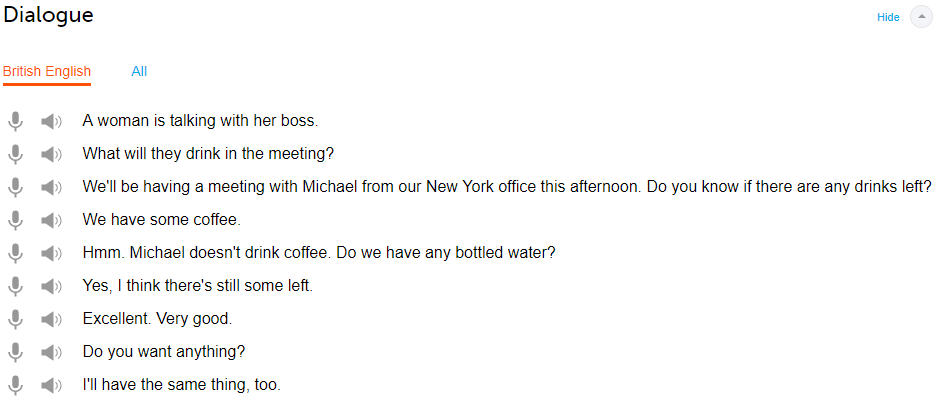 Dialogue
Hide
British English
All
A woman is talking with her boss.
What will they drink in the meeting?
We'll be having a meeting with Michael from our New York office this afternoon. Do you know if there are any drinks left?
We have some coffee.
Hmm. Michael doesn't drink coffee. Do we have any bottled water?
Yes, I think there's still some left.
Excellent. Very good.
Do you want anything?
I'll have the same thing, too.